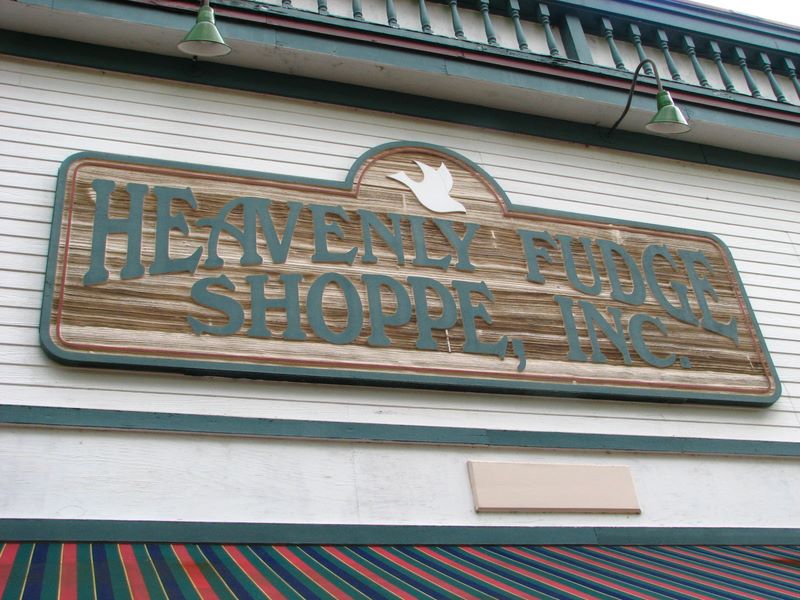 HEAVENLY FUDGE
SHOPPE, INC.